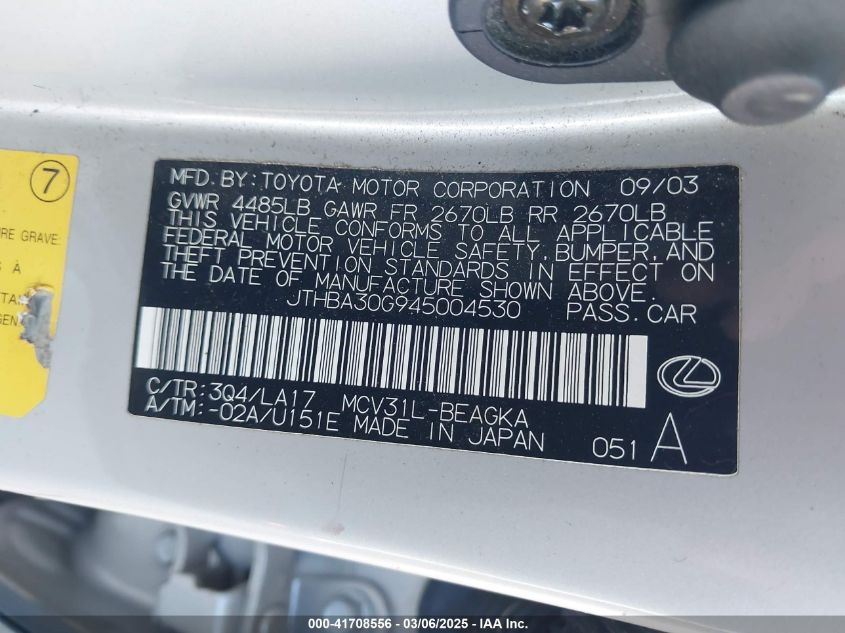 7
URE GRAVE
S A
MFD. BY: TOYOTA MOTOR CORPORATION 09/03
GVWR 4485LB GAWR FR 2670LB RR 2670LB
THIS VEHICLE CONFORMS TO ALL APPLICABLE
FEDERAL MOTOR VEHICLE SAFETY, BUMPER, AND
THEFT PREVENTION STANDARDS IN EFFECT ON
THE DATE OF MANUFACTURE SHOWN ABOVE.
JTHBA30G945004530 PASS. CAR
C/TR: 3Q4/LA17 MCV31L-BEAGKA
A/TM: -02A/U151E MADE IN JAPAN
051 A
000-41708556 - 03/06/2025 - IAA Inc.